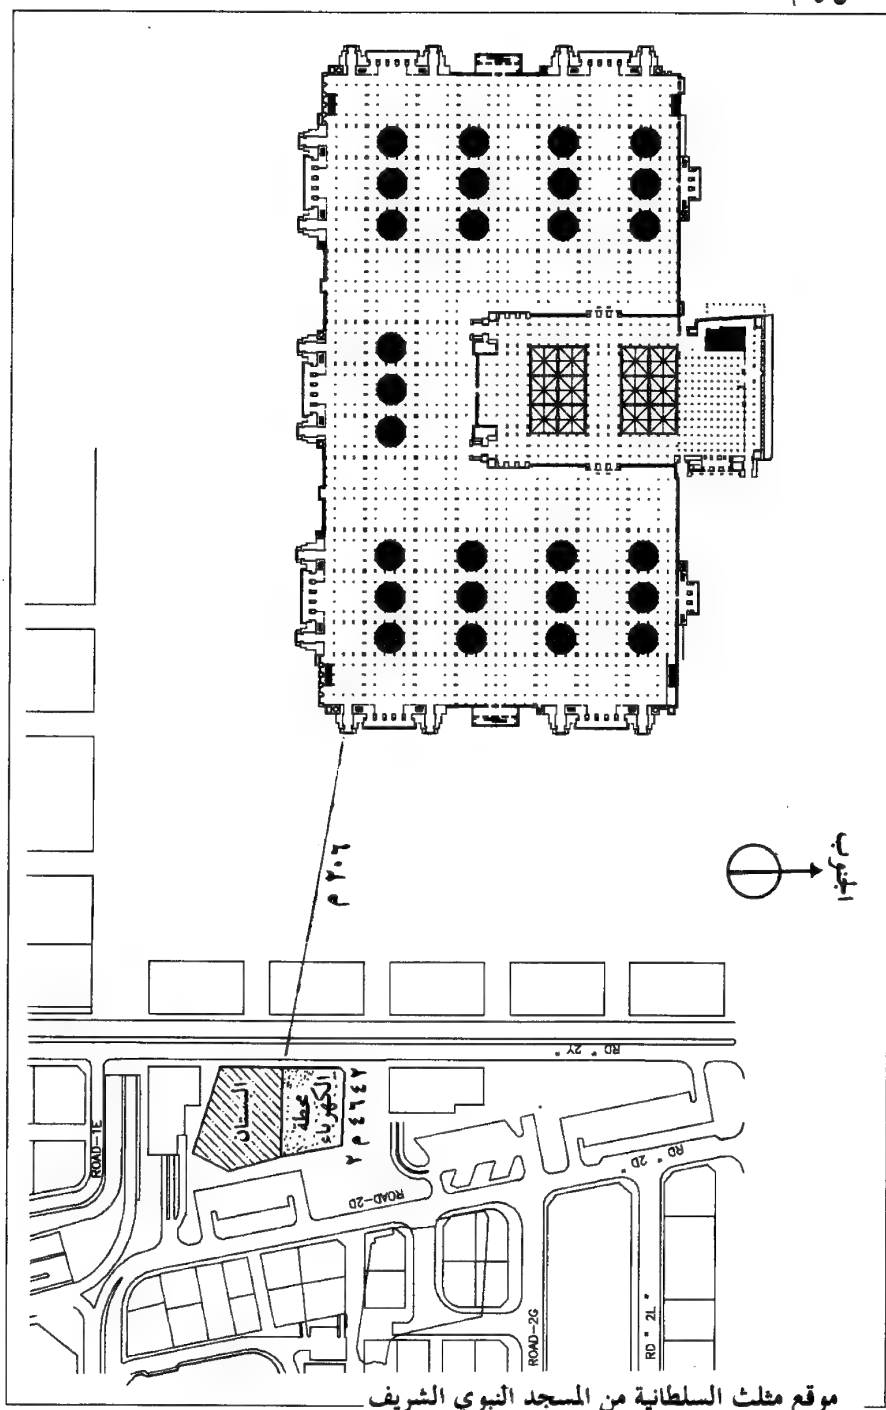 ٢٠٦ م
الجنوب
RD " 2Y "
البستان
محطة
الكهرباء
٤٦٤٢ م٢
ROAD-1E
ROAD-2D
RD " 2D "
ROAD-2G
RD " 2L "
موقع مثلث السلطانية من المسجد النبوي الشريف